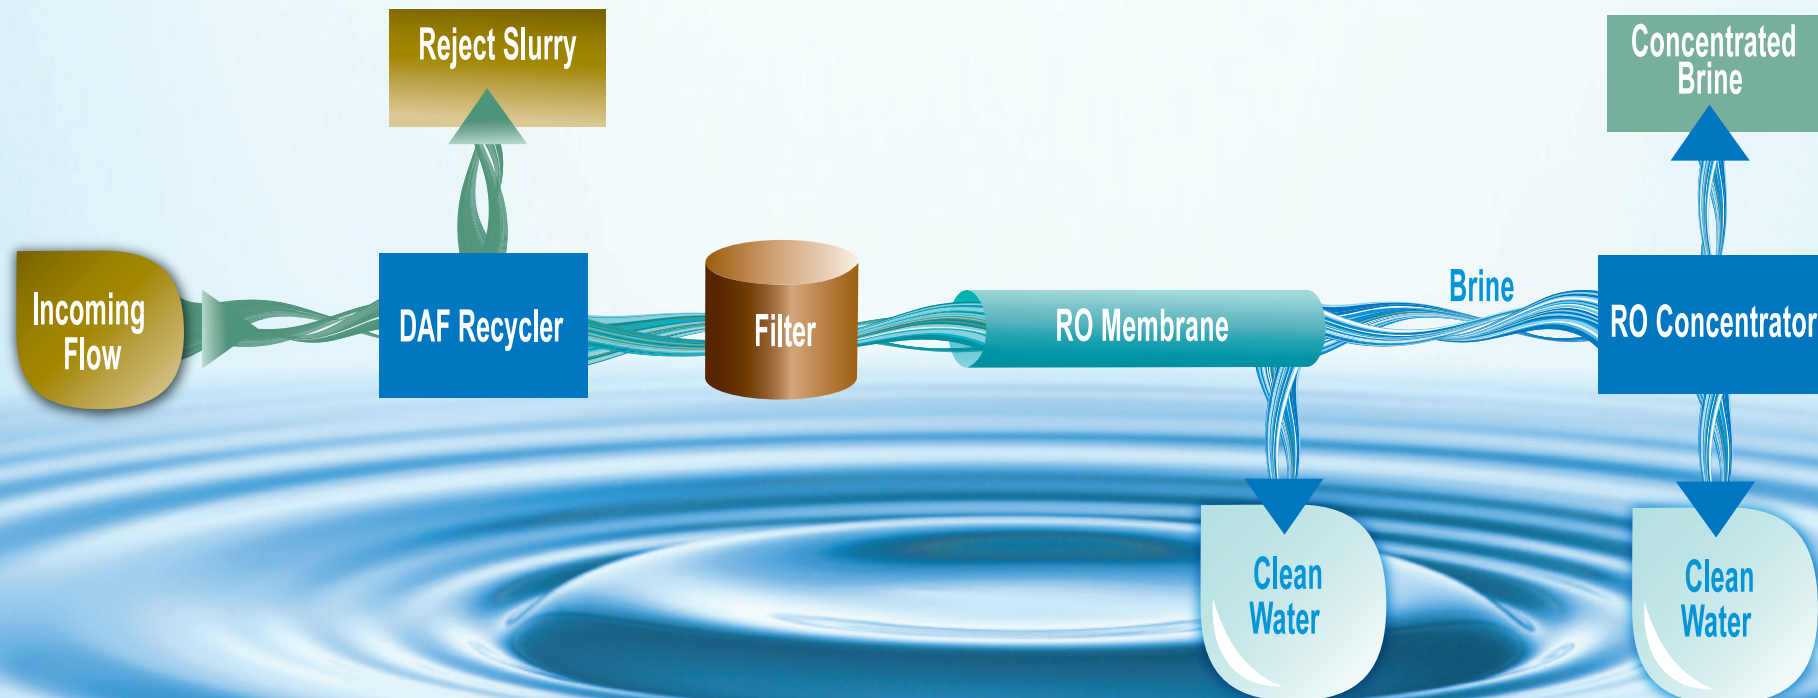 Reject Slurry
Concentrated
Brine
Incoming
Flow
DAF Recycler
Filter
RO Membrane
Brine
RO Concentrator
Clean
Water
Clean
Water